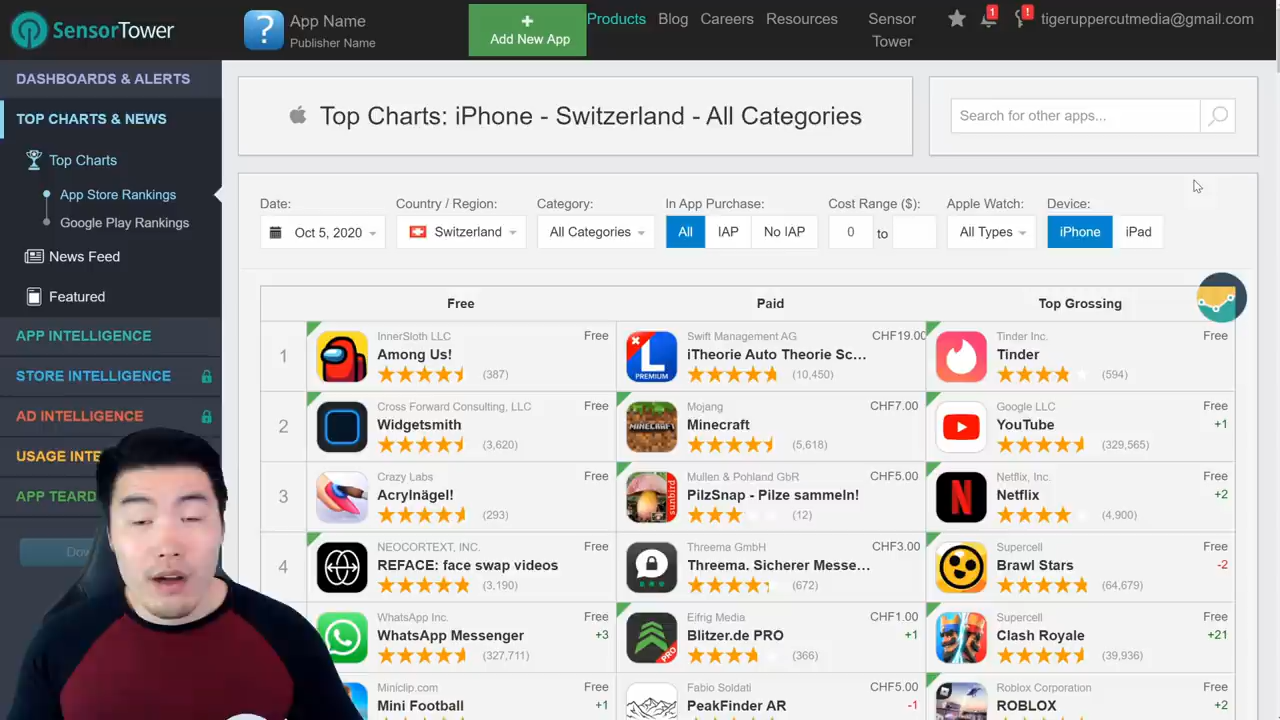 SensorTower
?
App Name
Publisher Name
+
Add New App
Products
Blog
Careers
Resources
Sensor
Tower
1
!
tigeruppercutmedia@gmail.com
DASHBOARDS & ALERTS
TOP CHARTS & NEWS
Top Charts
App Store Rankings
Google Play Rankings
News Feed
Featured
APP INTELLIGENCE
STORE INTELLIGENCE
AD INTELLIGENCE
USAGE INTE
APP TEARD
Dow
Top Charts: iPhone - Switzerland - All Categories
Search for other apps...
Date:
Country / Region:
Category:
In App Purchase:
Cost Range ($):
Apple Watch:
Device:
Oct 5, 2020
Switzerland
All Categories
All
IAP
No IAP
0
to
All Types
iPhone
iPad
Free
Paid
Top Grossing
1
InnerSloth LLC
Free
Among Us!
(387)
L
PREMIUM
Swift Management AG
CHF19.00
iTheorie Auto Theorie Sc...
(10,450)
Tinder Inc.
Free
Tinder
(594)
2
Cross Forward Consulting, LLC
Free
Widgetsmith
(3,620)
MINECRAFT
Mojang
CHF7.00
Minecraft
(5,618)
Google LLC
Free
YouTube
+1
(329,565)
3
Crazy Labs
Free
Acrylnägel!
(293)
sunbird
Mullen & Pohland GbR
CHF5.00
PilzSnap - Pilze sammeln!
(12)
N
Netflix, Inc.
Free
Netflix
+2
(4,900)
4
NEOCORTEXT, INC.
Free
REFACE: face swap videos
(3,190)
Threema GmbH
CHF3.00
Threema. Sicherer Messe...
(672)
Supercell
Free
Brawl Stars
-2
(64,679)
WhatsApp Inc.
Free
WhatsApp Messenger
+3
(327,711)
PRO
Eifrig Media
CHF1.00
Blitzer.de PRO
+1
(366)
Supercell
Free
Clash Royale
+21
(39,936)
Miniclip.com
Free
Mini Football
+1
Fabio Soldati
CHF5.00
PeakFinder AR
-1
Roblox Corporation
Free
ROBLOX
+2